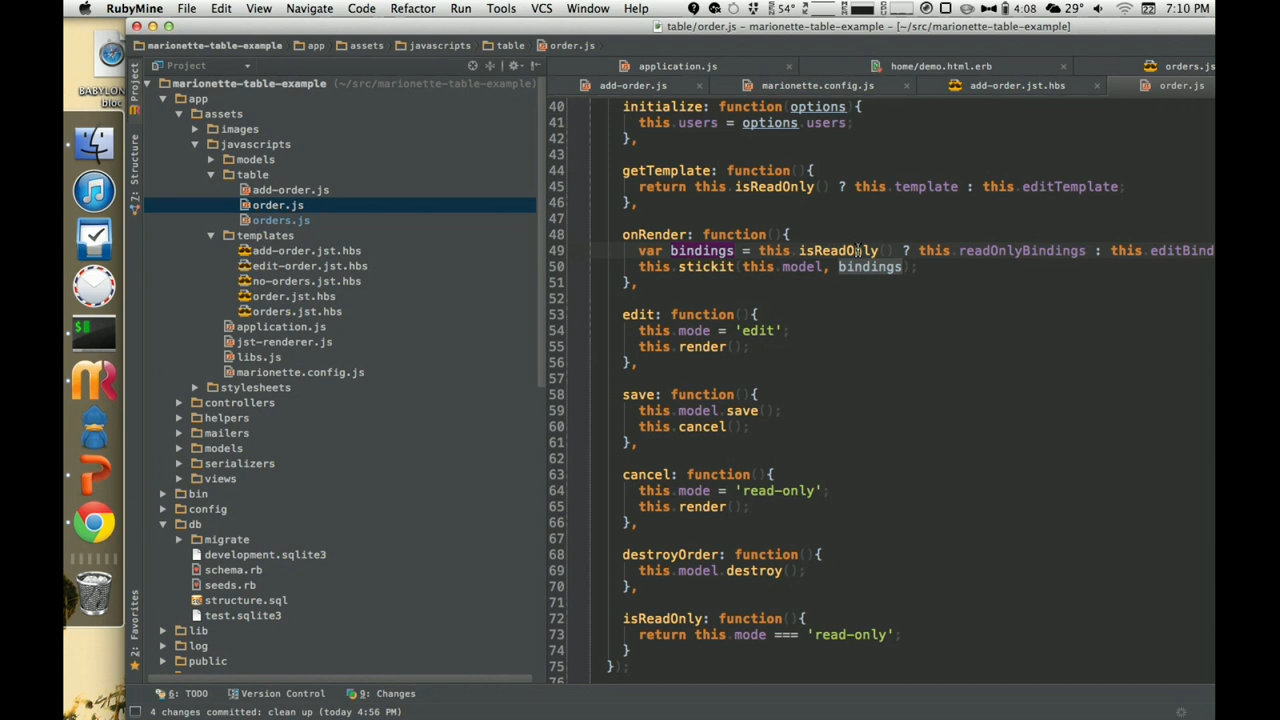 RubyMine File Edit View Navigate Code Refactor Run Tools VCS Window Help 54° 4:08 29° 7:10 PM
table/order.js - marionette-table-example - [~/src/marionette-table-example]
marionette-table-example app assets javascripts table order.js
Project
application.js home/demo.html.erb orders.js
add-order.js marionette.config.js add-order.jst.hbs order.js
BABYLON
bloc
Project
7: Structure
2: Favorites
marionette-table-example (~/src/marionette-table-example)
app
assets
images
javascripts
models
table
add-order.js
order.js
orders.js
templates
add-order.jst.hbs
edit-order.jst.hbs
no-orders.jst.hbs
order.jst.hbs
orders.jst.hbs
application.js
jst-renderer.js
libs.js
marionette.config.js
stylesheets
controllers
helpers
mailers
models
serializers
views
bin
config
db
migrate
development.sqlite3
schema.rb
seeds.rb
structure.sql
test.sqlite3
lib
log
public
40 initialize: function(options){
41 this.users = options.users;
42 },
43
44 getTemplate: function(){
45 return this.isReadOnly() ? this.template : this.editTemplate;
46 },
47
48 onRender: function(){
49 var bindings = this.isReadOnly() ? this.readOnlyBindings : this.editBind
50 this.stickit(this.model, bindings);
51 },
52
53 edit: function(){
54 this.mode = 'edit';
55 this.render();
56 },
57
58 save: function(){
59 this.model.save();
60 this.cancel();
61 },
62
63 cancel: function(){
64 this.mode = 'read-only';
65 this.render();
66 },
67
68 destroyOrder: function(){
69 this.model.destroy();
70 },
71
72 isReadOnly: function(){
73 return this.mode === 'read-only';
74 }
75 });
76
6: TODO Version Control 9: Changes
4 changes committed: clean up (today 4:56 PM)